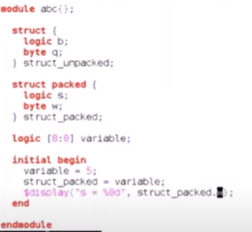 module abc();
struct {
logic b;
byte q;
} struct_unpacked;
struct packed {
logic s;
byte w;
} struct_packed;
logic [8:0] variable;
initial begin
variable = 5;
struct_packed = variable;
$display("s = %0d", struct_packed.);
end
endmodule